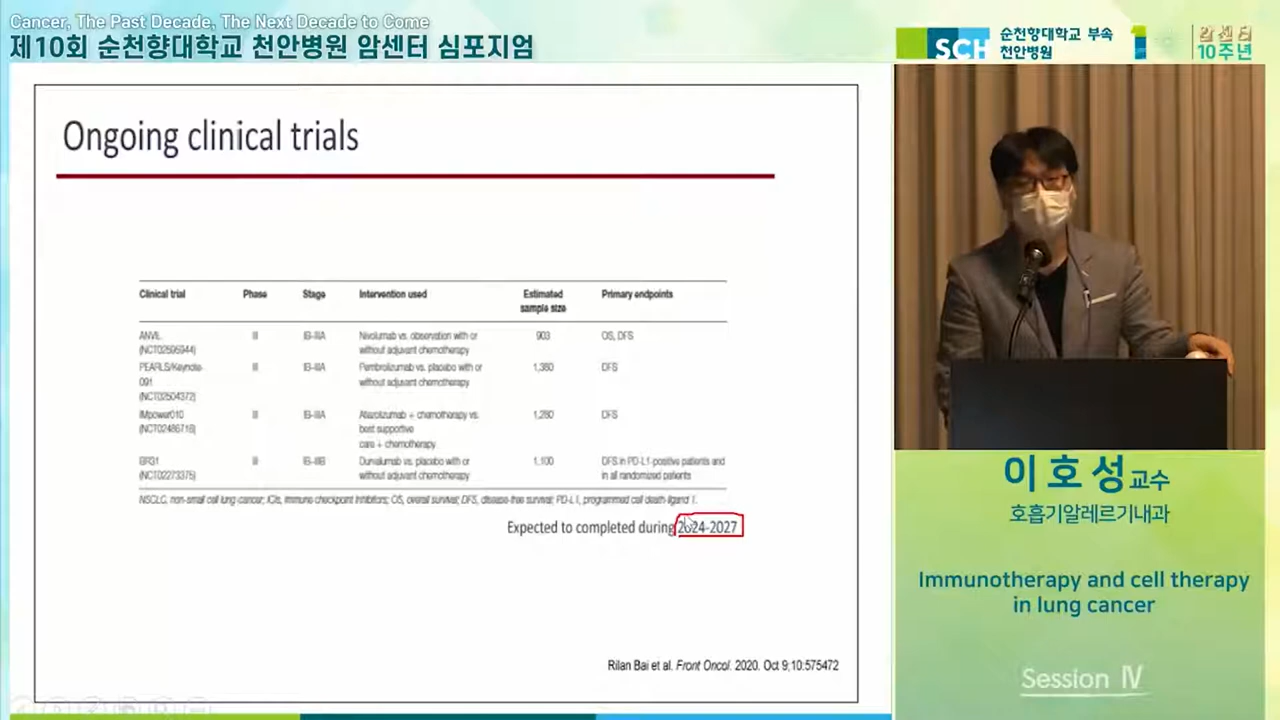 Cancer, The Past Decade, The Next Decade to Come
제10회 순천향대학교 천안병원 암센터 심포지엄
SCH
순천향대학교 부속
천안병원
암센터
10주년
Ongoing clinical trials
Clinical trial Phase Stage Intervention used Estimated sample size Primary endpoints
ANVIL (NCT02595944) III IB-IIIA Nivolumab vs. observation with or without adjuvant chemotherapy 903 OS, DFS
PEARLS/Keynote-091 (NCT02504372) III IB-IIIA Pembrolizumab vs. placebo with or without adjuvant chemotherapy 1,380 DFS
IMpower010 (NCT02486718) III IB-IIIA Atezolizumab + chemotherapy vs. best supportive care + chemotherapy 1,280 DFS
BR31 (NCT02273375) III IB-IIIB Durvalumab vs. placebo with or without adjuvant chemotherapy 1,100 DFS in PD-L1-positive patients and in all randomized patients
NSCLC, non-small cell lung cancer; ICIs, immune checkpoint inhibitors; OS, overall survival; DFS, disease-free survival; PD-L1, programmed cell death-ligand 1.
Expected to completed during 2024-2027
Rilan Bai et al. Front Oncol. 2020. Oct 9;10:575472
이호성 교수
호흡기알레르기내과
Immunotherapy and cell therapy
in lung cancer
Session Ⅳ